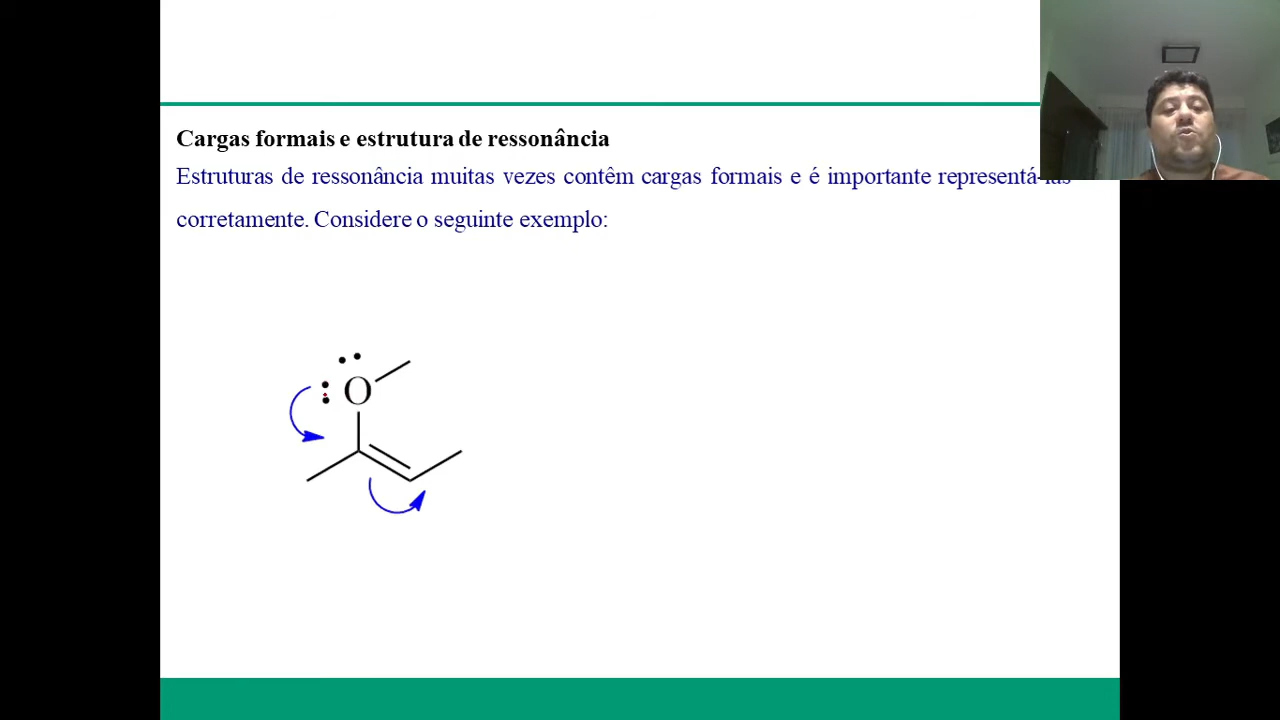 Cargas formais e estrutura de ressonância
Estruturas de ressonância muitas vezes contêm cargas formais e é importante representá-las
corretamente. Considere o seguinte exemplo:
O